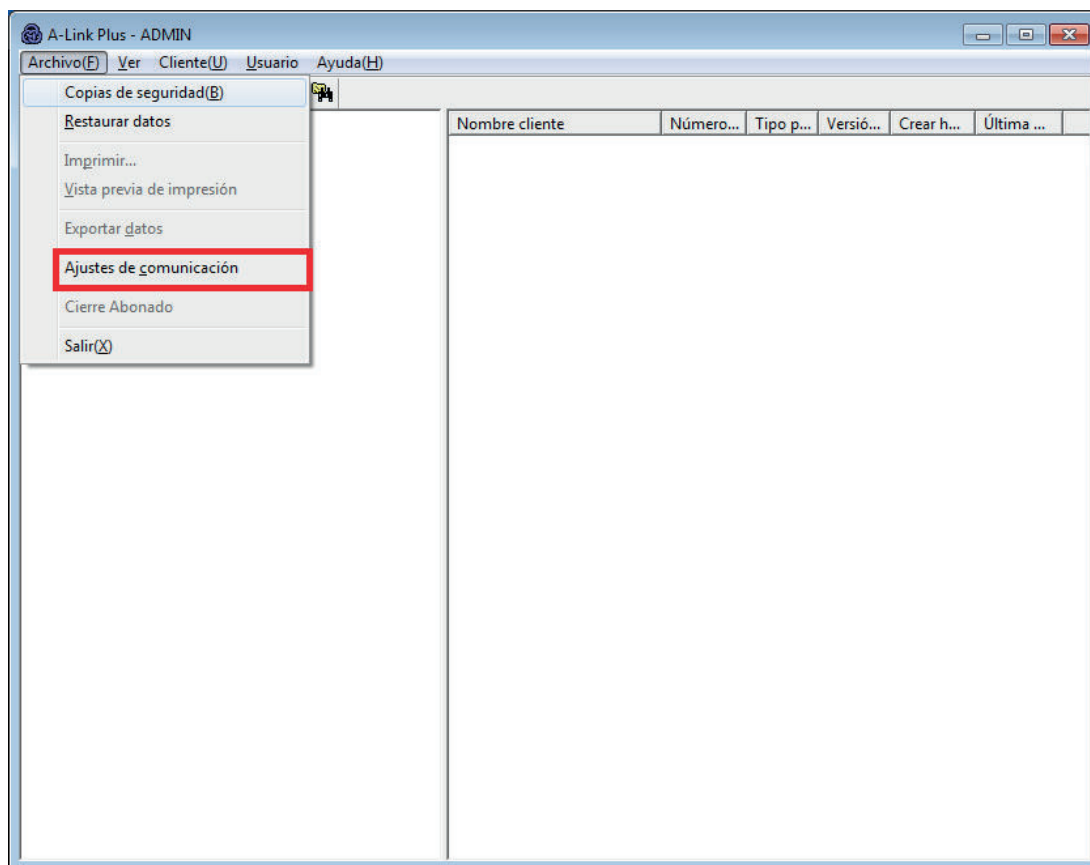 A-Link Plus - ADMIN
Archivo(F) Ver Cliente(U) Usuario Ayuda(H)
Copias de seguridad(B)
Restaurar datos
Imprimir...
Vista previa de impresión
Exportar datos
Ajustes de comunicación
Cierre Abonado
Salir(X)
Nombre cliente Número... Tipo p... Versió... Crear h... Última ...